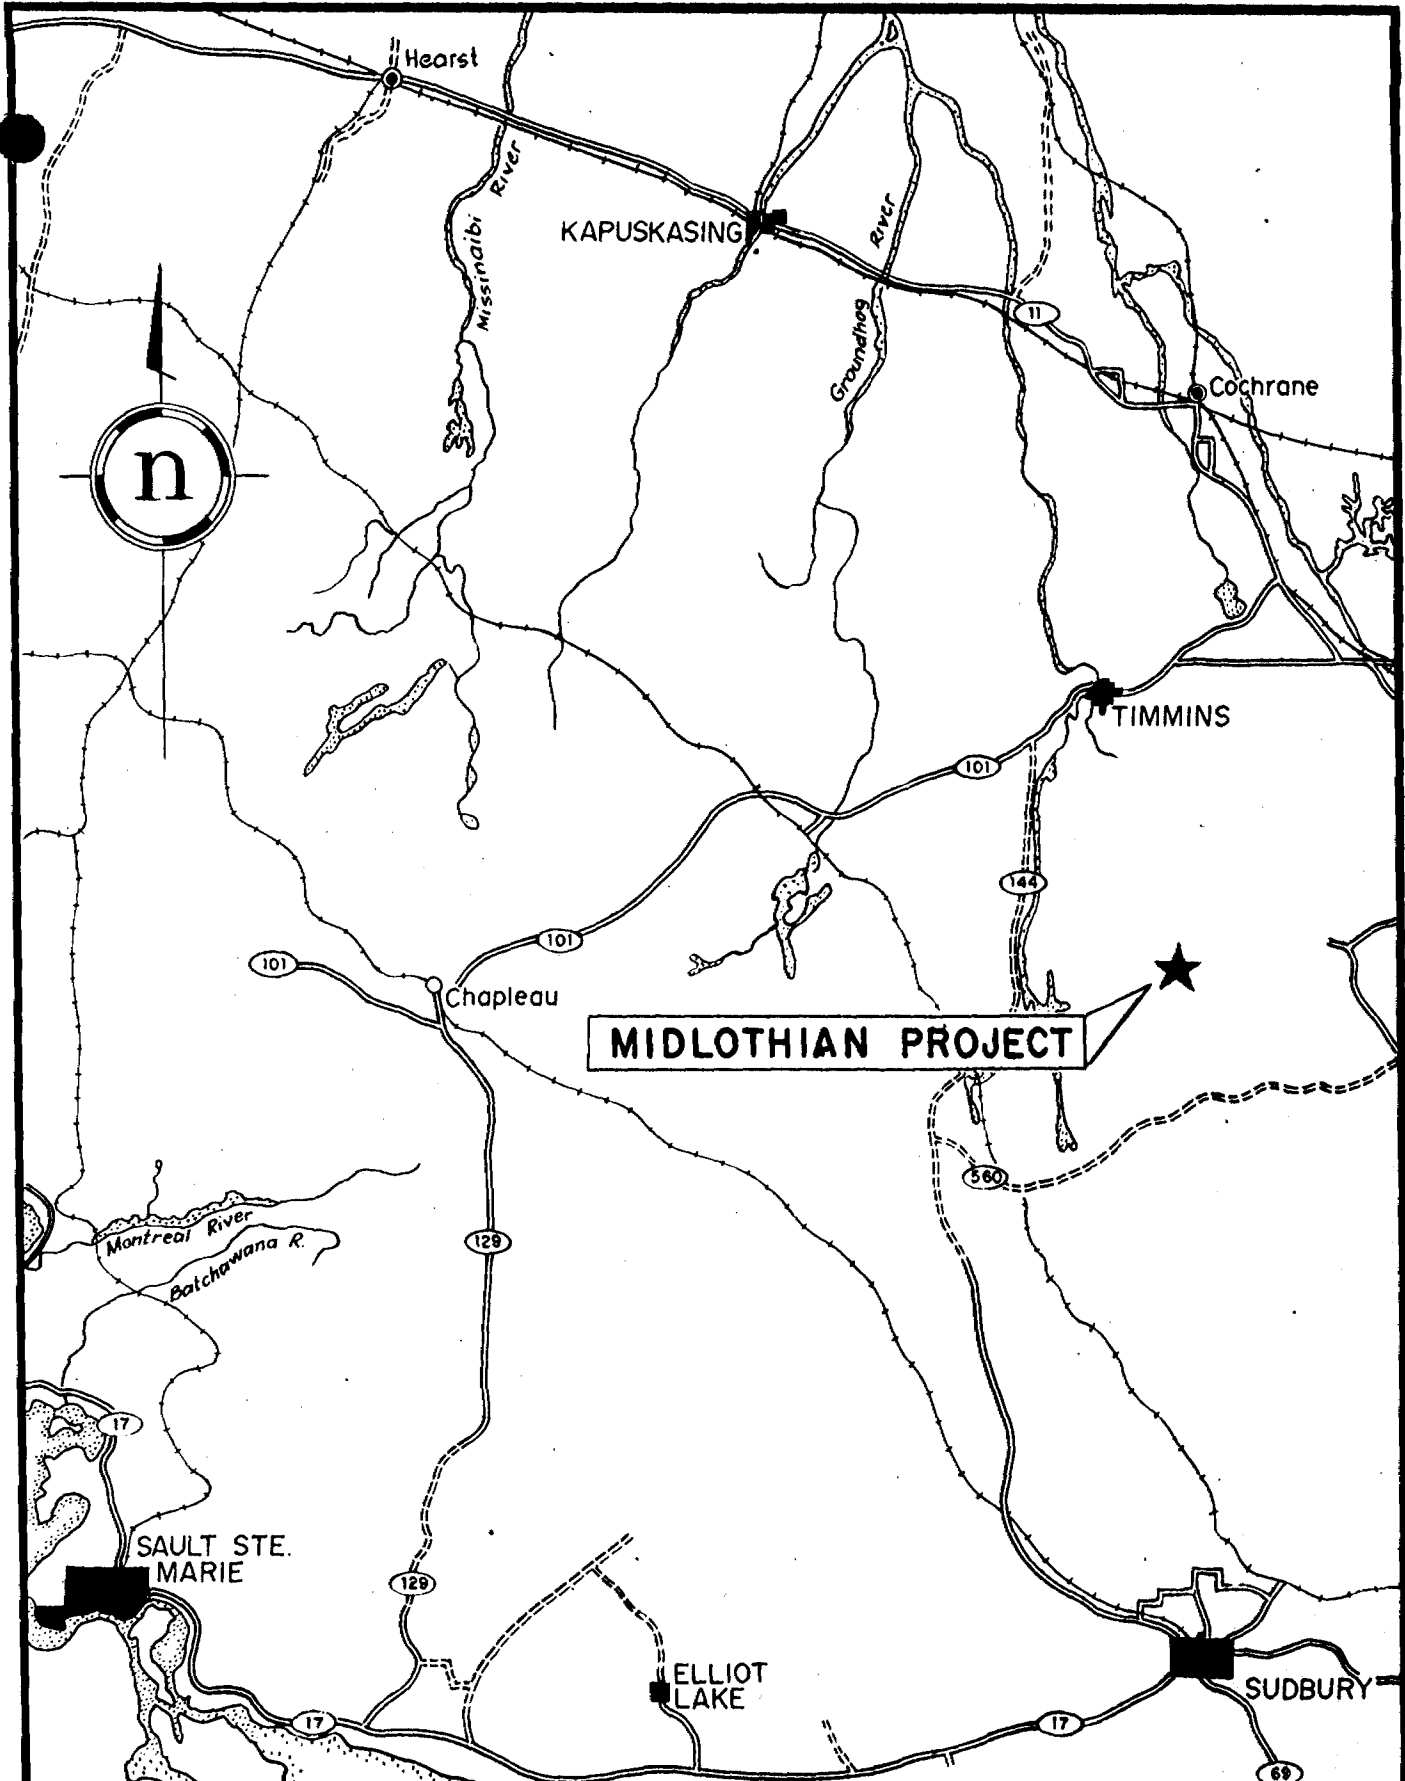 Hearst
Missinaibi River
KAPUSKASING
Groundhog River
11
Cochrane
n
TIMMINS
101
144
101
101
Chapleau
MIDLOTHIAN PROJECT
560
Montreal River
Batchawana R.
129
17
SAULT STE.
MARIE
129
ELLIOT
LAKE
SUDBURY
17
17
69